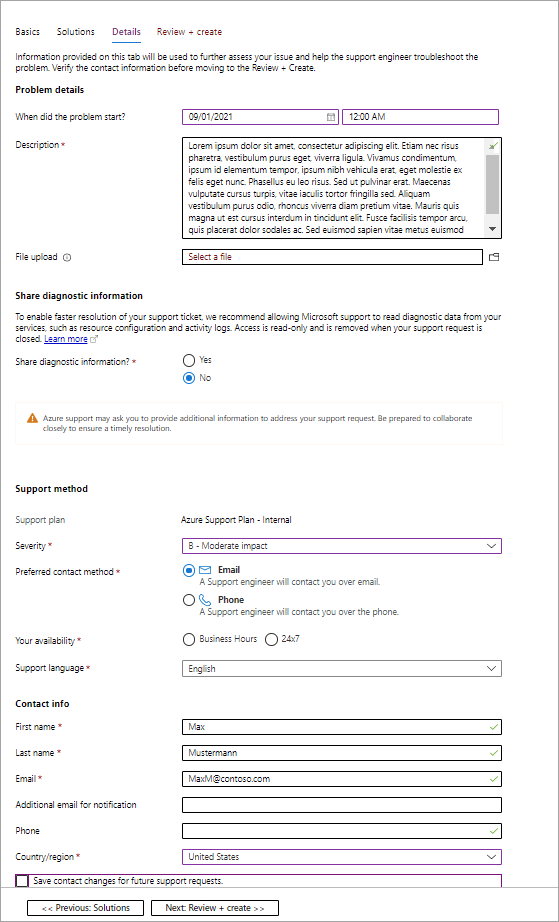 Basics Solutions Details Review + create
Information provided on this tab will be used to further assess your issue and help the support engineer troubleshoot the
problem. Verify the contact information before moving to the Review + Create.
Problem details
When did the problem start? 09/01/2021 12:00 AM
Description * Lorem ipsum dolor sit amet, consectetur adipiscing elit. Etiam nec risus
pharetra, vestibulum purus eget, viverra ligula. Vivamus condimentum,
ipsum id elementum tempor, ipsum nibh vehicula erat, eget molestie ex
felis eget nunc. Phasellus eu leo risus. Sed ut pulvinar erat. Maecenas
vulputate cursus turpis, vitae iaculis tortor fringilla sed. Aliquam
vestibulum purus odio, rhoncus viverra diam pretium vitae. Mauris quis
magna ut est cursus interdum in tincidunt elit. Fusce facilisis tempor arcu,
quis placerat dolor sodales ac. Sed euismod sapien vitae metus euismod
File upload Select a file
Share diagnostic information
To enable faster resolution of your support ticket, we recommend allowing Microsoft support to read diagnostic data from your
services, such as resource configuration and activity logs. Access is read-only and is removed when your support request is
closed. Learn more
Share diagnostic information? * Yes
No
Azure support may ask you to provide additional information to address your support request. Be prepared to collaborate
closely to ensure a timely resolution.
Support method
Support plan Azure Support Plan - Internal
Severity * B - Moderate impact
Preferred contact method * Email
A Support engineer will contact you over email.
Phone
A Support engineer will contact you over the phone.
Your availability * Business Hours 24x7
Support language * English
Contact info
First name * Max
Last name * Mustermann
Email * MaxM@contoso.com
Additional email for notification
Phone
Country/region * United States
Save contact changes for future support requests.
<< Previous: Solutions Next: Review + create >>